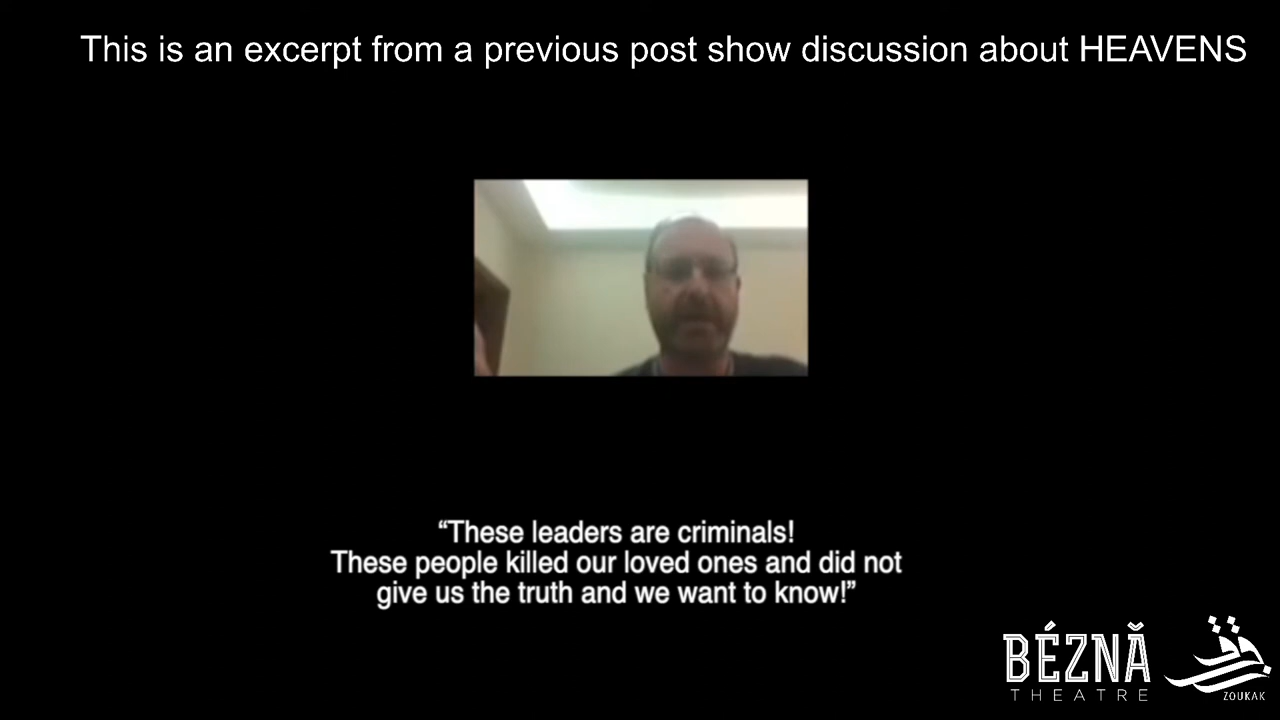 This is an excerpt from a previous post show discussion about HEAVENS
“These leaders are criminals!
These people killed our loved ones and did not
give us the truth and we want to know!”
BÉZNĂ
THEATRE
ZOUKAK